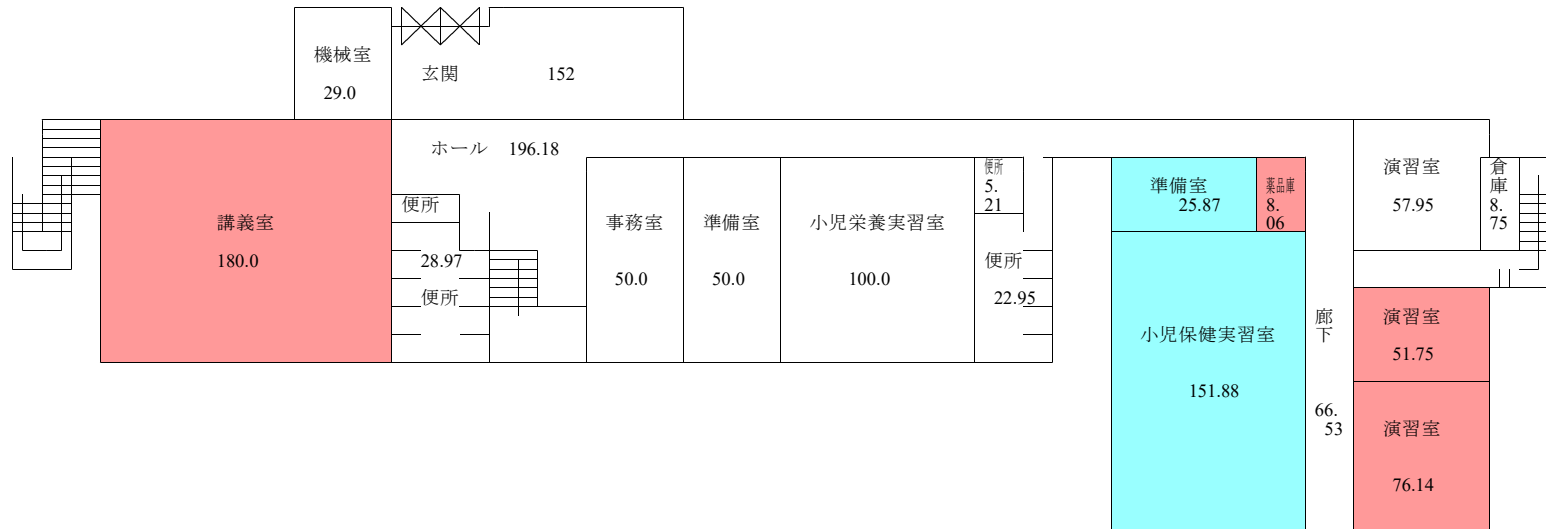 機械室
29.0
玄関
152
ホール 196.18
講義室
180.0
便所
28.97
便所
事務室
50.0
準備室
50.0
小児栄養実習室
100.0
便所
5.
21
便所
22.95
準備室
25.87
薬品庫
8.
06
小児保健実習室
151.88
廊
下
66.
53
演習室
57.95
倉
庫
8.
75
演習室
51.75
演習室
76.14